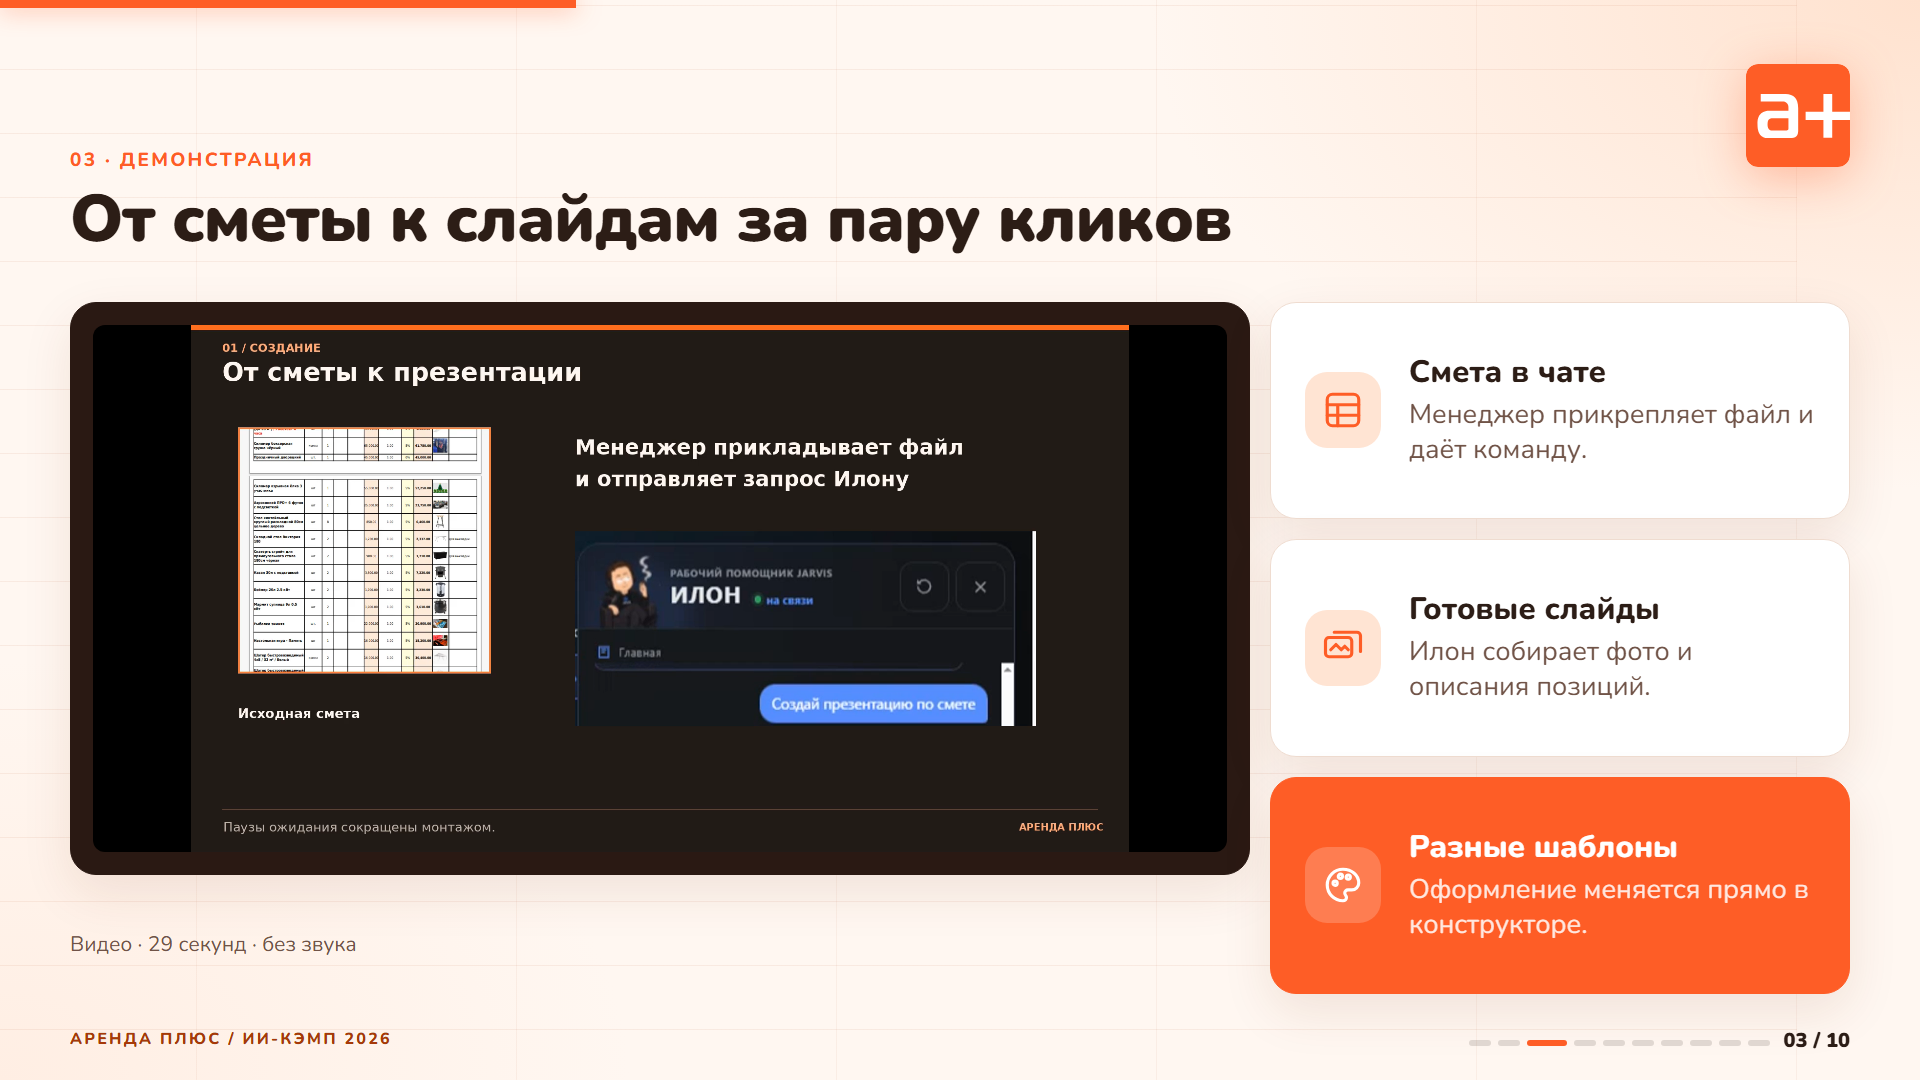 a+
03 · ДЕМОНСТРАЦИЯ
От сметы к слайдам за пару кликов
01 / СОЗДАНИЕ
От сметы к презентации
Менеджер прикладывает файл
и отправляет запрос Илону
РАБОЧИЙ ПОМОЩНИК JARVIS
ИЛОН
на связи
Главная
Создай презентацию по смете
Исходная смета
Паузы ожидания сокращены монтажом.
АРЕНДА ПЛЮС
Смета в чате
Менеджер прикрепляет файл и
даёт команду.
Готовые слайды
Илон собирает фото и
описания позиций.
Разные шаблоны
Оформление меняется прямо в
конструкторе.
Видео · 29 секунд · без звука
АРЕНДА ПЛЮС / ИИ-КЭМП 2026
03 / 10